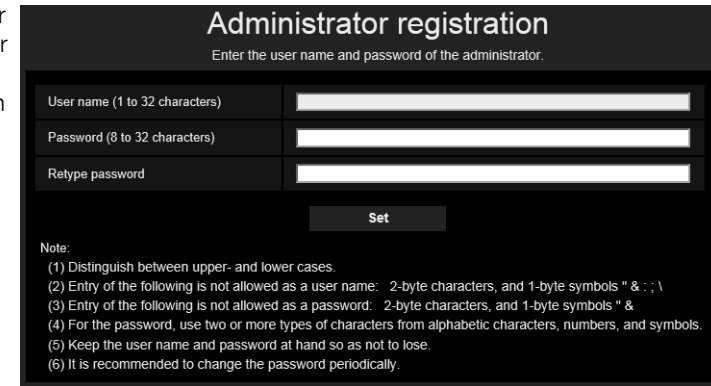 r
r
n
Administrator registration
Enter the user name and password of the administrator.
User name (1 to 32 characters)
Password (8 to 32 characters)
Retype password
Set
Note:
(1) Distinguish between upper- and lower cases.
(2) Entry of the following is not allowed as a user name: 2-byte characters, and 1-byte symbols " & : ; \
(3) Entry of the following is not allowed as a password: 2-byte characters, and 1-byte symbols " &
(4) For the password, use two or more types of characters from alphabetic characters, numbers, and symbols.
(5) Keep the user name and password at hand so as not to lose.
(6) It is recommended to change the password periodically.